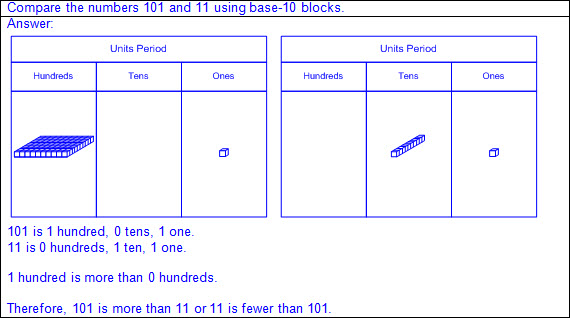 Compare the numbers 101 and 11 using base-10 blocks.
Answer:
Units Period
Hundreds Tens Ones
Units Period
Hundreds Tens Ones
101 is 1 hundred, 0 tens, 1 one.
11 is 0 hundreds, 1 ten, 1 one.
1 hundred is more than 0 hundreds.
Therefore, 101 is more than 11 or 11 is fewer than 101.